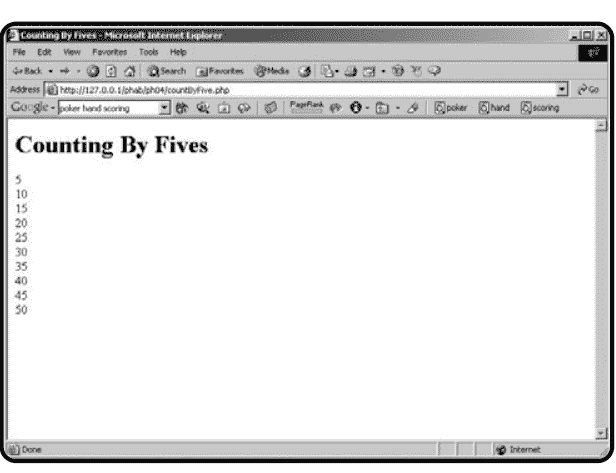 Counting By Fives - Microsoft Internet Explorer
File Edit View Favorites Tools Help
Back Search Favorites Media
Address http://127.0.0.1/phab/ph04/countByFive.php Go
Google poker hand scoring PageRank poker hand scoring
Counting By Fives
5
10
15
20
25
30
35
40
45
50
Done Internet